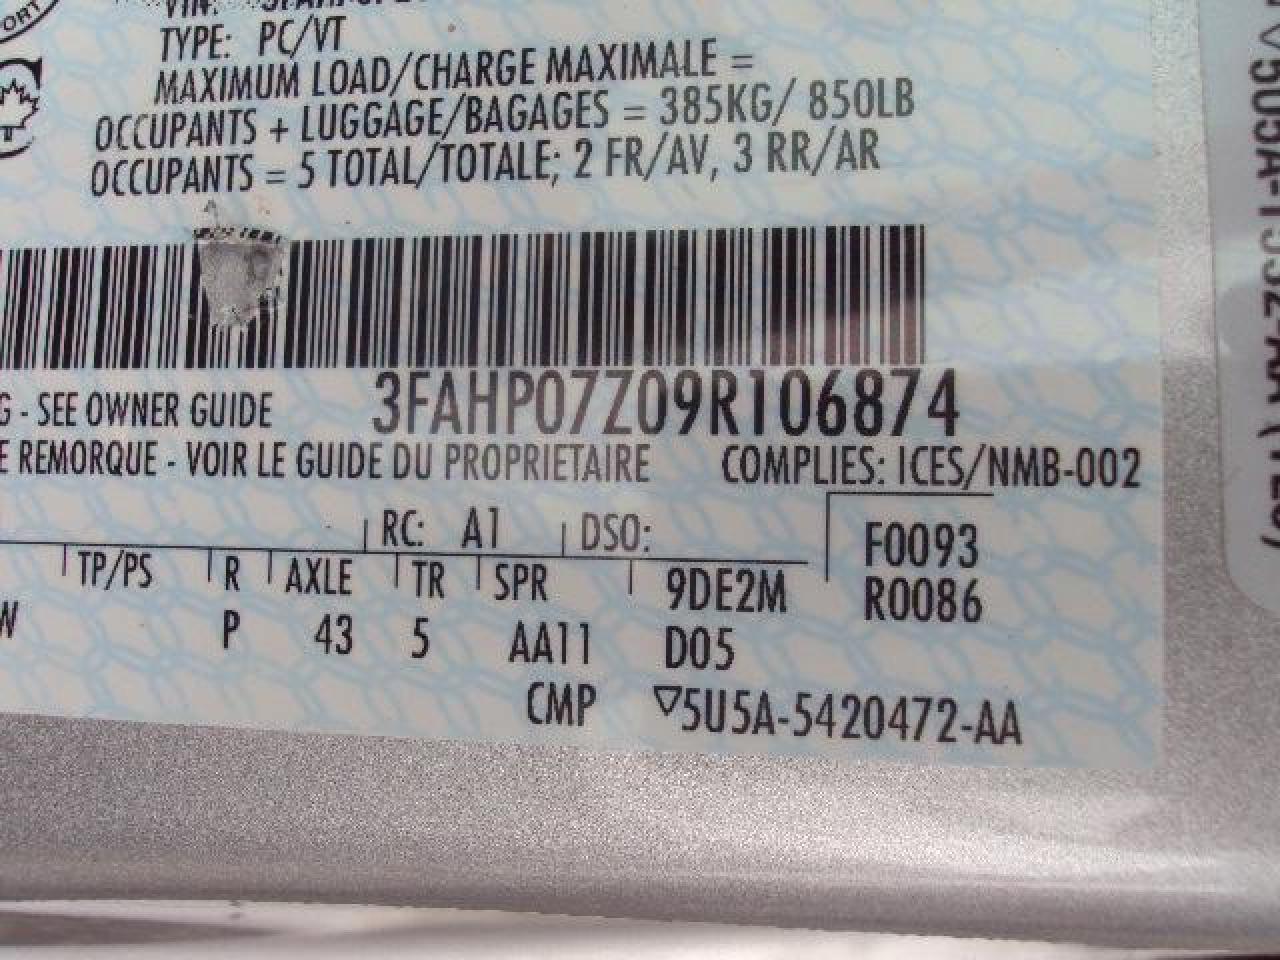 ORT
T
VIN:
TYPE: PC/VT
MAXIMUM LOAD/CHARGE MAXIMALE =
OCCUPANTS + LUGGAGE/BAGAGES = 385KG/ 850LB
OCCUPANTS = 5 TOTAL/TOTALE; 2 FR/AV, 3 RR/AR
3FAHP07Z09R106874
G - SEE OWNER GUIDE
E REMORQUE - VOIR LE GUIDE DU PROPRIETAIRE
COMPLIES: ICES/NMB-002
RC: A1 DSO:
F0093
TP/PS R AXLE TR SPR 9DE2M R0086
W P 43 5 AA11 D05
CMP ▽5U5A-5420472-AA